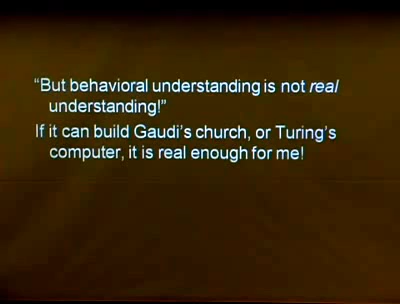 “But behavioral understanding is not real
understanding!”
If it can build Gaudi’s church, or Turing’s
computer, it is real enough for me!